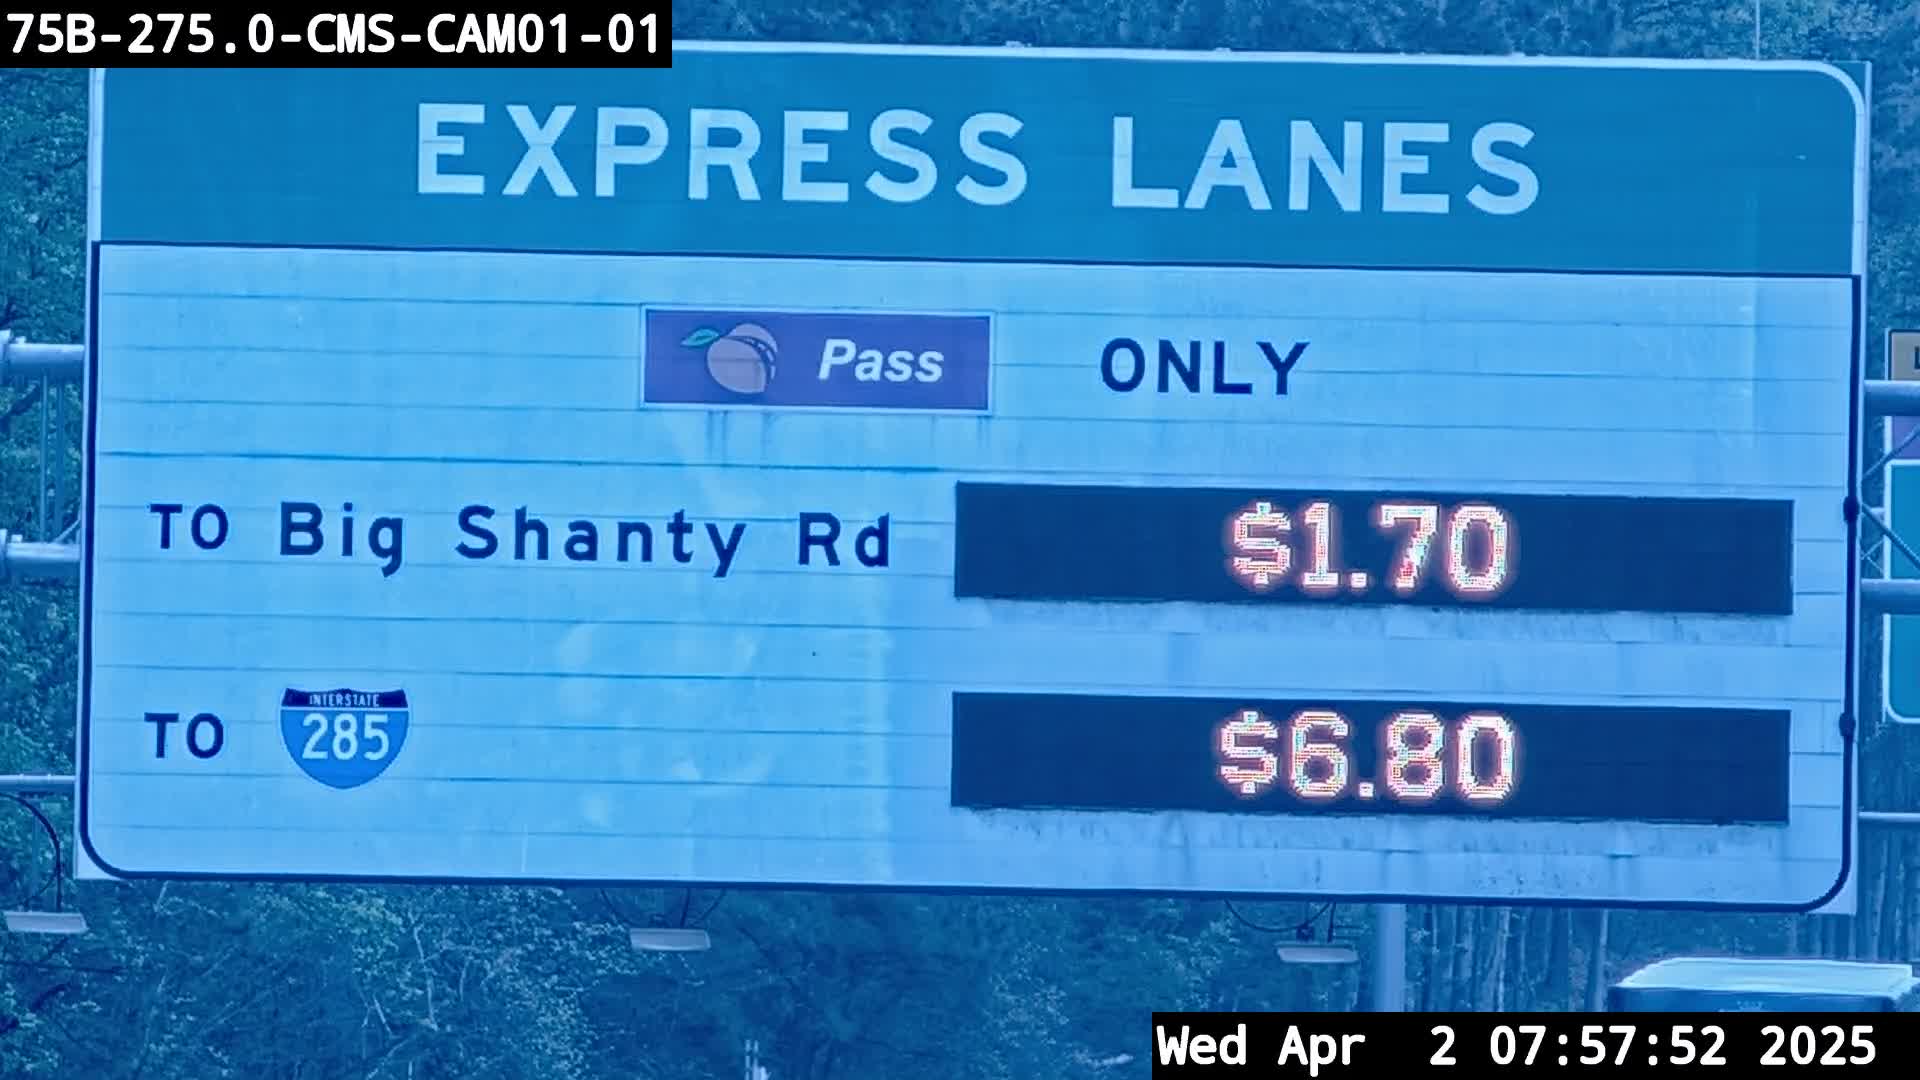 75B-275.0-CMS-CAM01-01
EXPRESS LANES
Pass ONLY
TO Big Shanty Rd $1.70
INTERSTATE
TO 285 $6.80
Wed Apr 2 07:57:52 2025